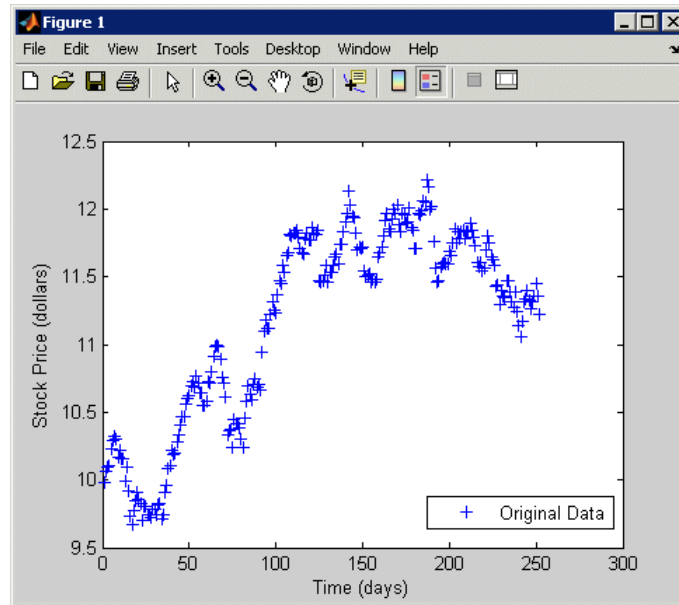 Figure 1
File Edit View Insert Tools Desktop Window Help
12.5
12
11.5
11
10.5
10
9.5
Stock Price (dollars)
0 50 100 150 200 250 300
Time (days)
Original Data